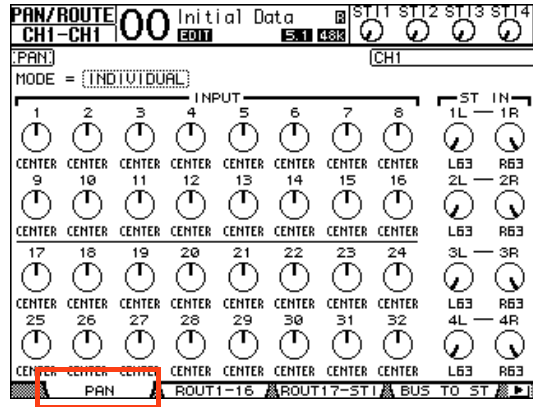 PAN/ROUTE 00 Initial Data R STI1 STI2 STI3 STI4
CH1-CH1 EDIT 5.1 48K
PAN CH1
MODE = INDIVIDUAL
INPUT ST IN
1 2 3 4 5 6 7 8 1L 1R
CENTER CENTER CENTER CENTER CENTER CENTER CENTER CENTER L63 R63
9 10 11 12 13 14 15 16 2L 2R
CENTER CENTER CENTER CENTER CENTER CENTER CENTER CENTER L63 R63
17 18 19 20 21 22 23 24 3L 3R
CENTER CENTER CENTER CENTER CENTER CENTER CENTER CENTER L63 R63
25 26 27 28 29 30 31 32 4L 4R
CENTER CENTER CENTER CENTER CENTER CENTER CENTER CENTER L63 R63
PAN ROUT1-16 ROUT17-STI BUS TO ST